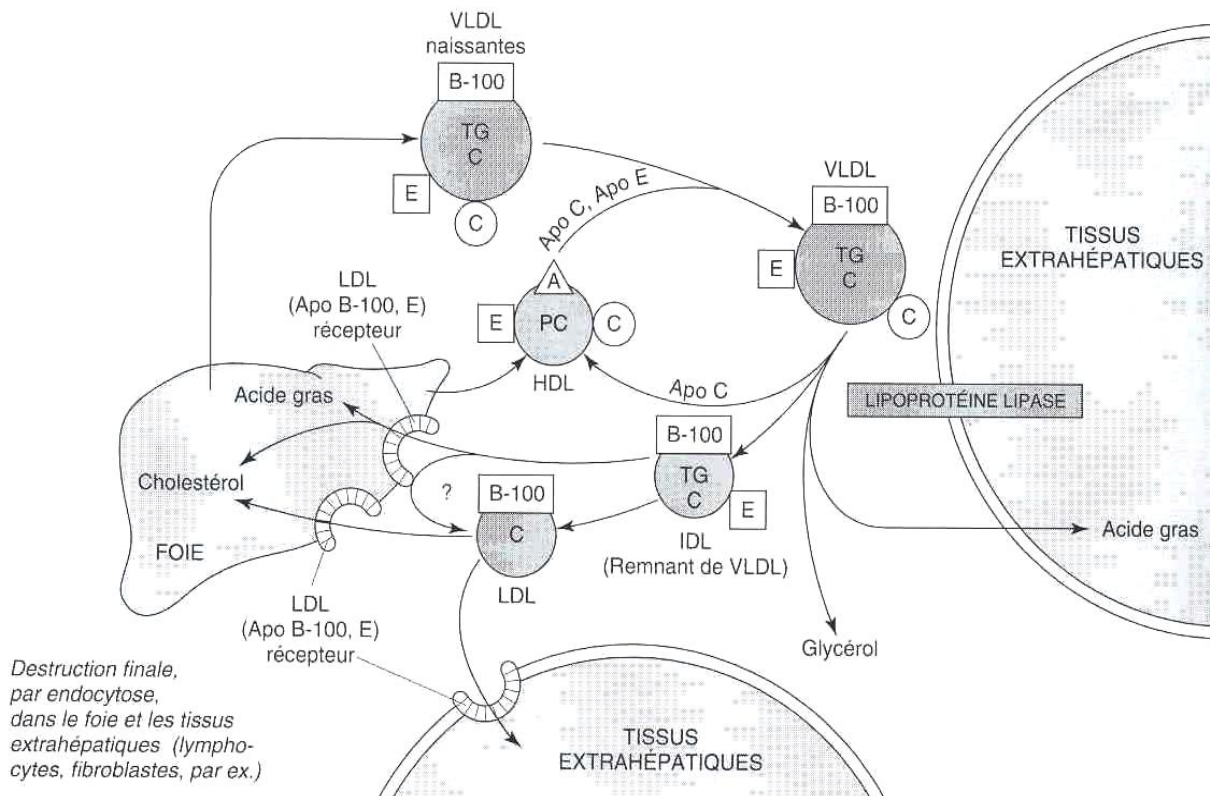 VLDL
naissantes
B-100
TG
C
E
C
Apo C, Apo E
VLDL
B-100
TG
C
E
C
TISSUS
EXTRAHÉPATIQUES
LDL
(Apo B-100, E)
récepteur
A
E
PC
C
HDL
Apo C
LIPOPROTÉINE LIPASE
Acide gras
Cholestérol
FOIE
?
B-100
C
LDL
B-100
TG
C
E
IDL
(Remnant de VLDL)
Acide gras
Glycérol
LDL
(Apo B-100, E)
récepteur
Destruction finale,
par endocytose,
dans le foie et les tissus
extrahépatiques (lympho-
cytes, fibroblastes, par ex.)
TISSUS
EXTRAHÉPATIQUES